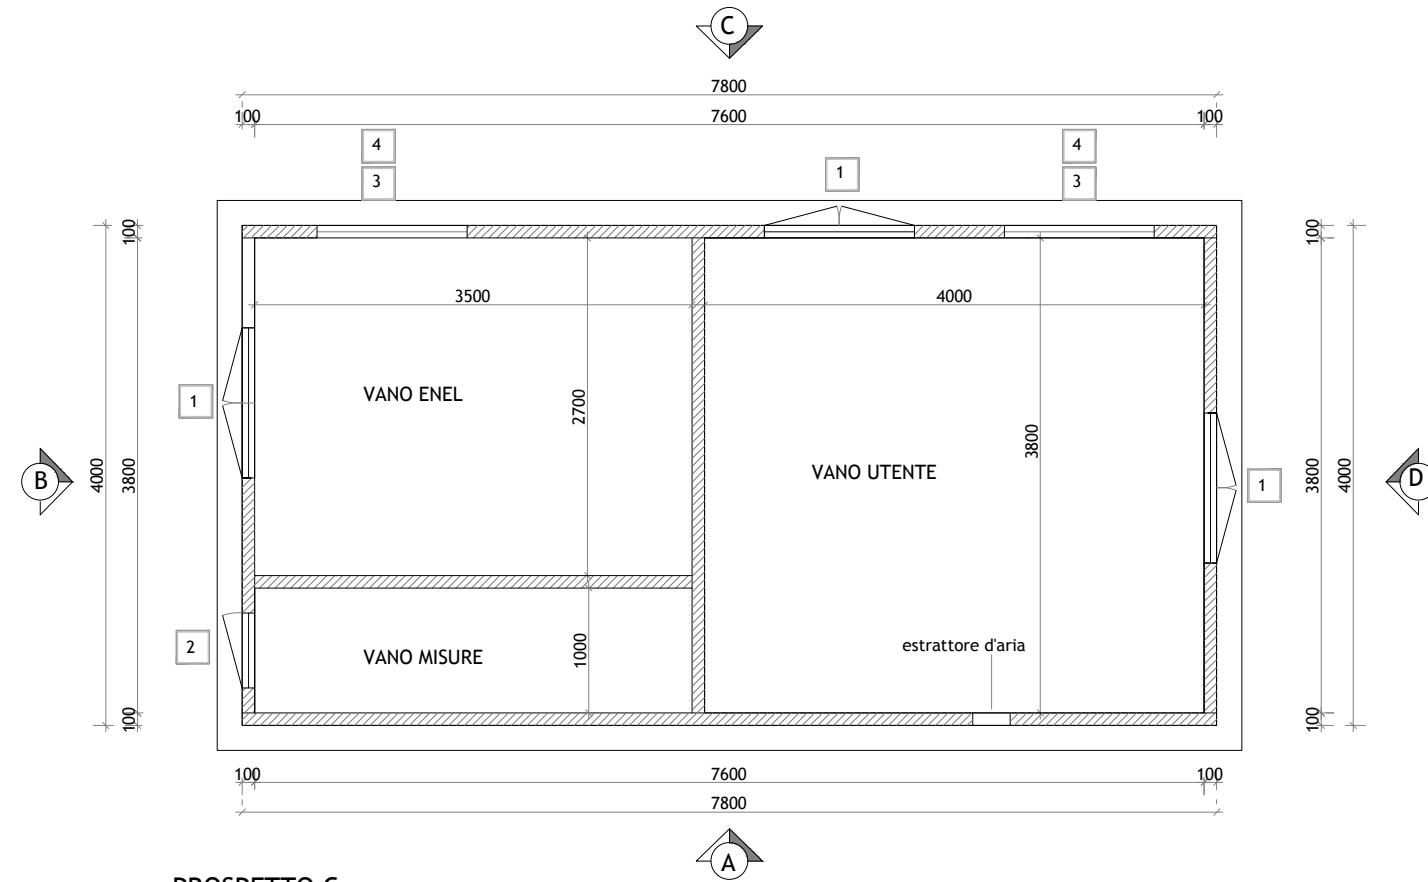 C
7800
100 7600 100
4 4
3 1 3
100 100
3500 4000
VANO ENEL
1
2700
3800
B 4000 3800 VANO UTENTE 3800 4000 D
1
2 VANO MISURE 1000 estrattore d'aria
100 100
100 7600 100
7800
A
PROSPETTO C